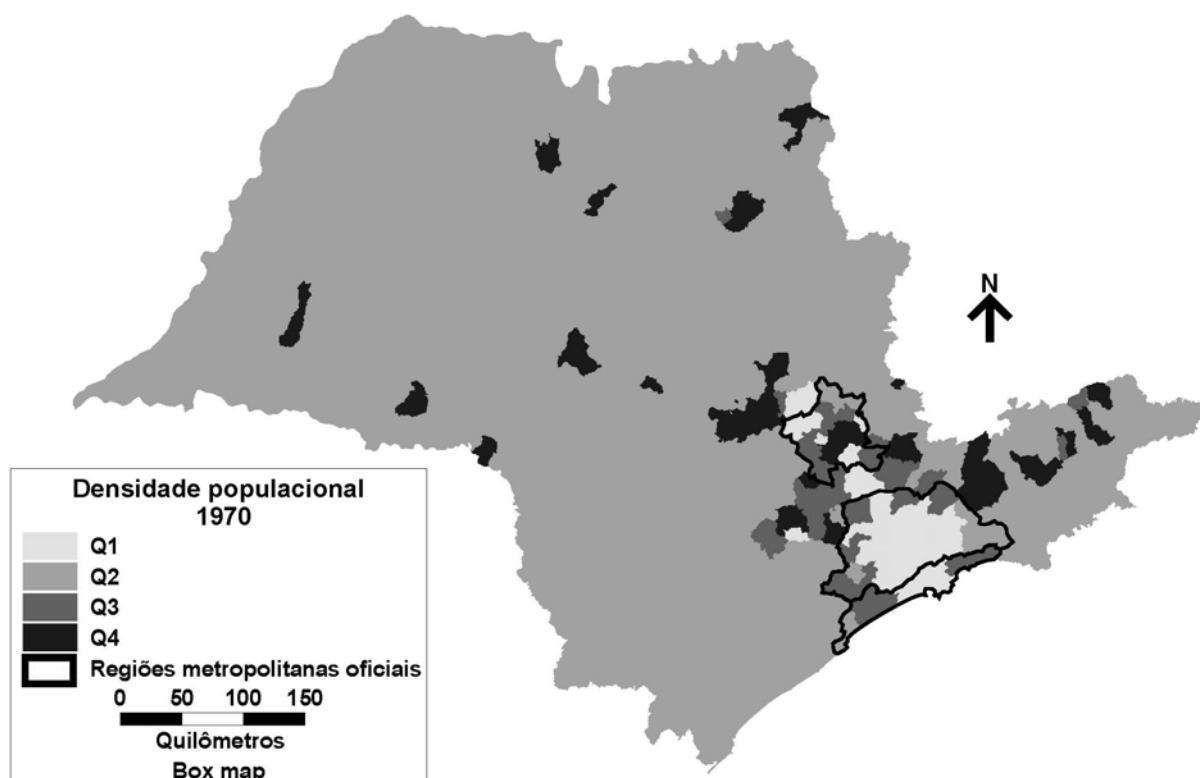 N
Densidade populacional
1970
Q1
Q2
Q3
Q4
Regiões metropolitanas oficiais
0 50 100 150
Quilômetros
Box map